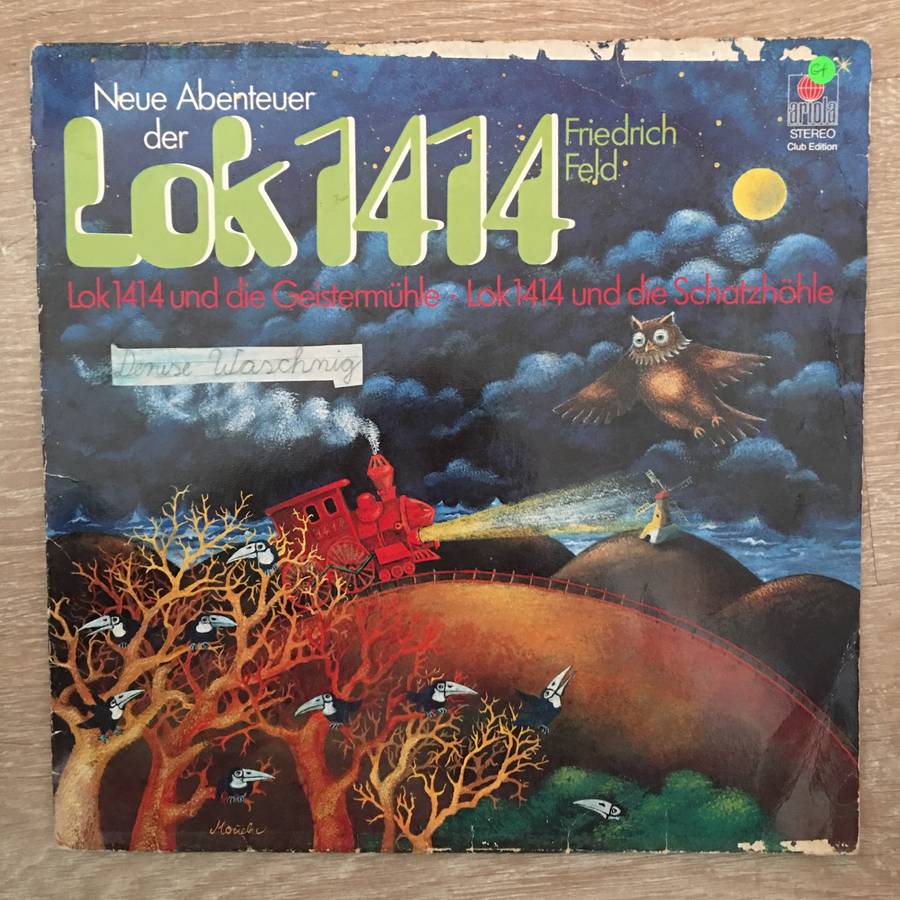 Neue Abenteuer
der
Lok 1414
Friedrich
Feld
G+
ariola
STEREO
Club Edition
Lok 1414 und die Geistermühle - Lok 1414 und die Schatzhöhle
Denise Waschnig
1414